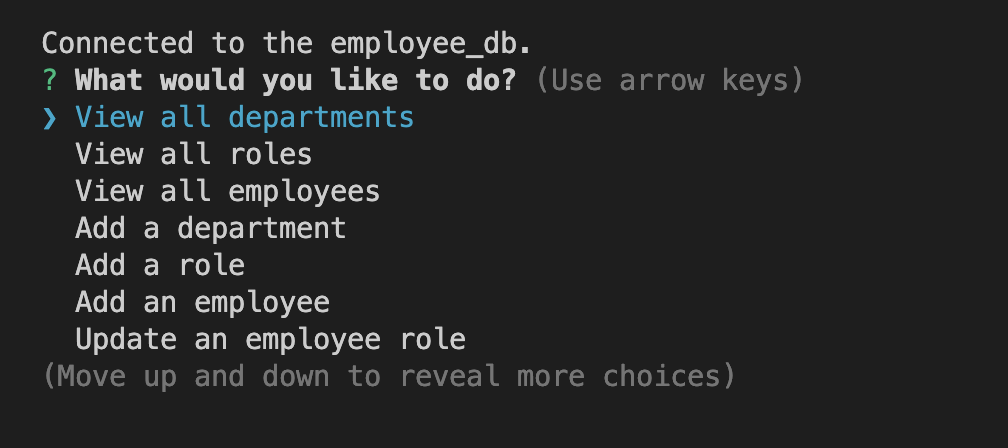 Connected to the employee_db.
? What would you like to do? (Use arrow keys)
❯ View all departments
View all roles
View all employees
Add a department
Add a role
Add an employee
Update an employee role
(Move up and down to reveal more choices)